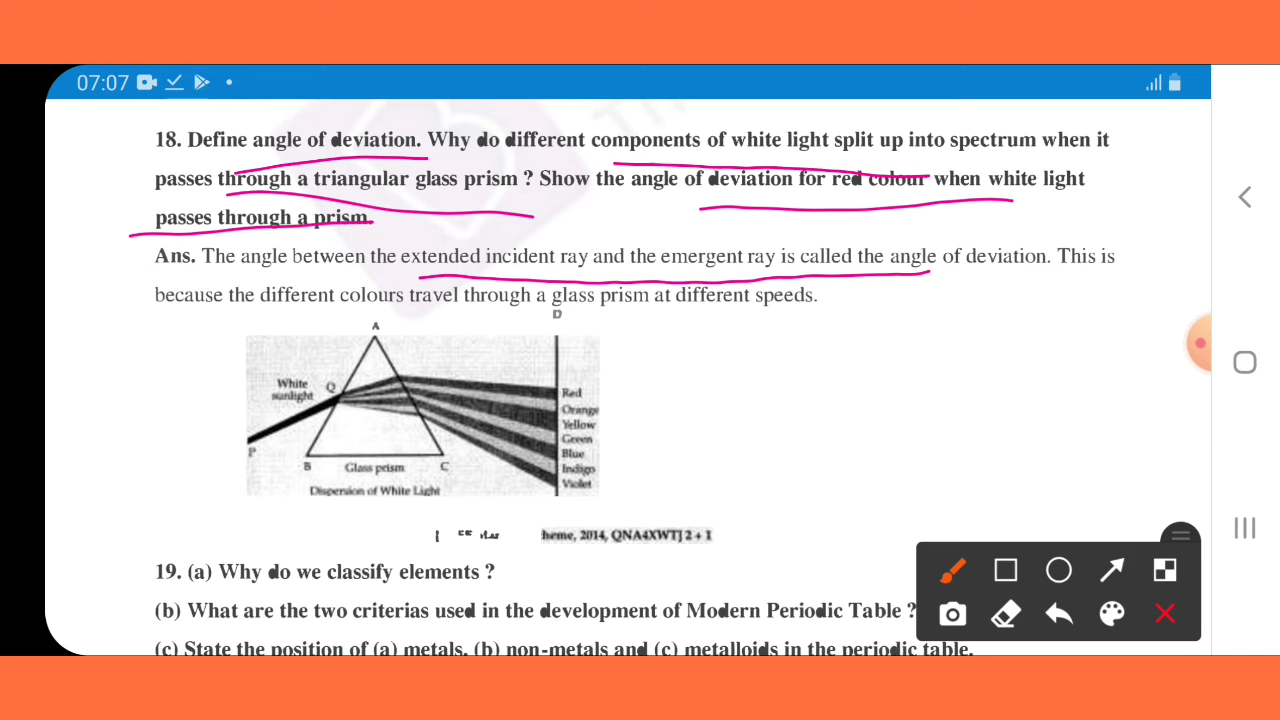 07:07
18. Define angle of deviation. Why do different components of white light split up into spectrum when it
passes through a triangular glass prism ? Show the angle of deviation for red colour when white light
passes through a prism.
Ans. The angle between the extended incident ray and the emergent ray is called the angle of deviation. This is
because the different colours travel through a glass prism at different speeds.
D
A
White
sunlight
Q
P
B
C
Glass prism
Red
Orange
Yellow
Green
Blue
Indigo
Violet
Dispersion of White Light
heme, 2014, QNA4XWT] 2 + 1
19. (a) Why do we classify elements ?
(b) What are the two criterias used in the development of Modern Periodic Table ?
(c) State the position of (a) metals, (b) non-metals and (c) metalloids in the periodic table.